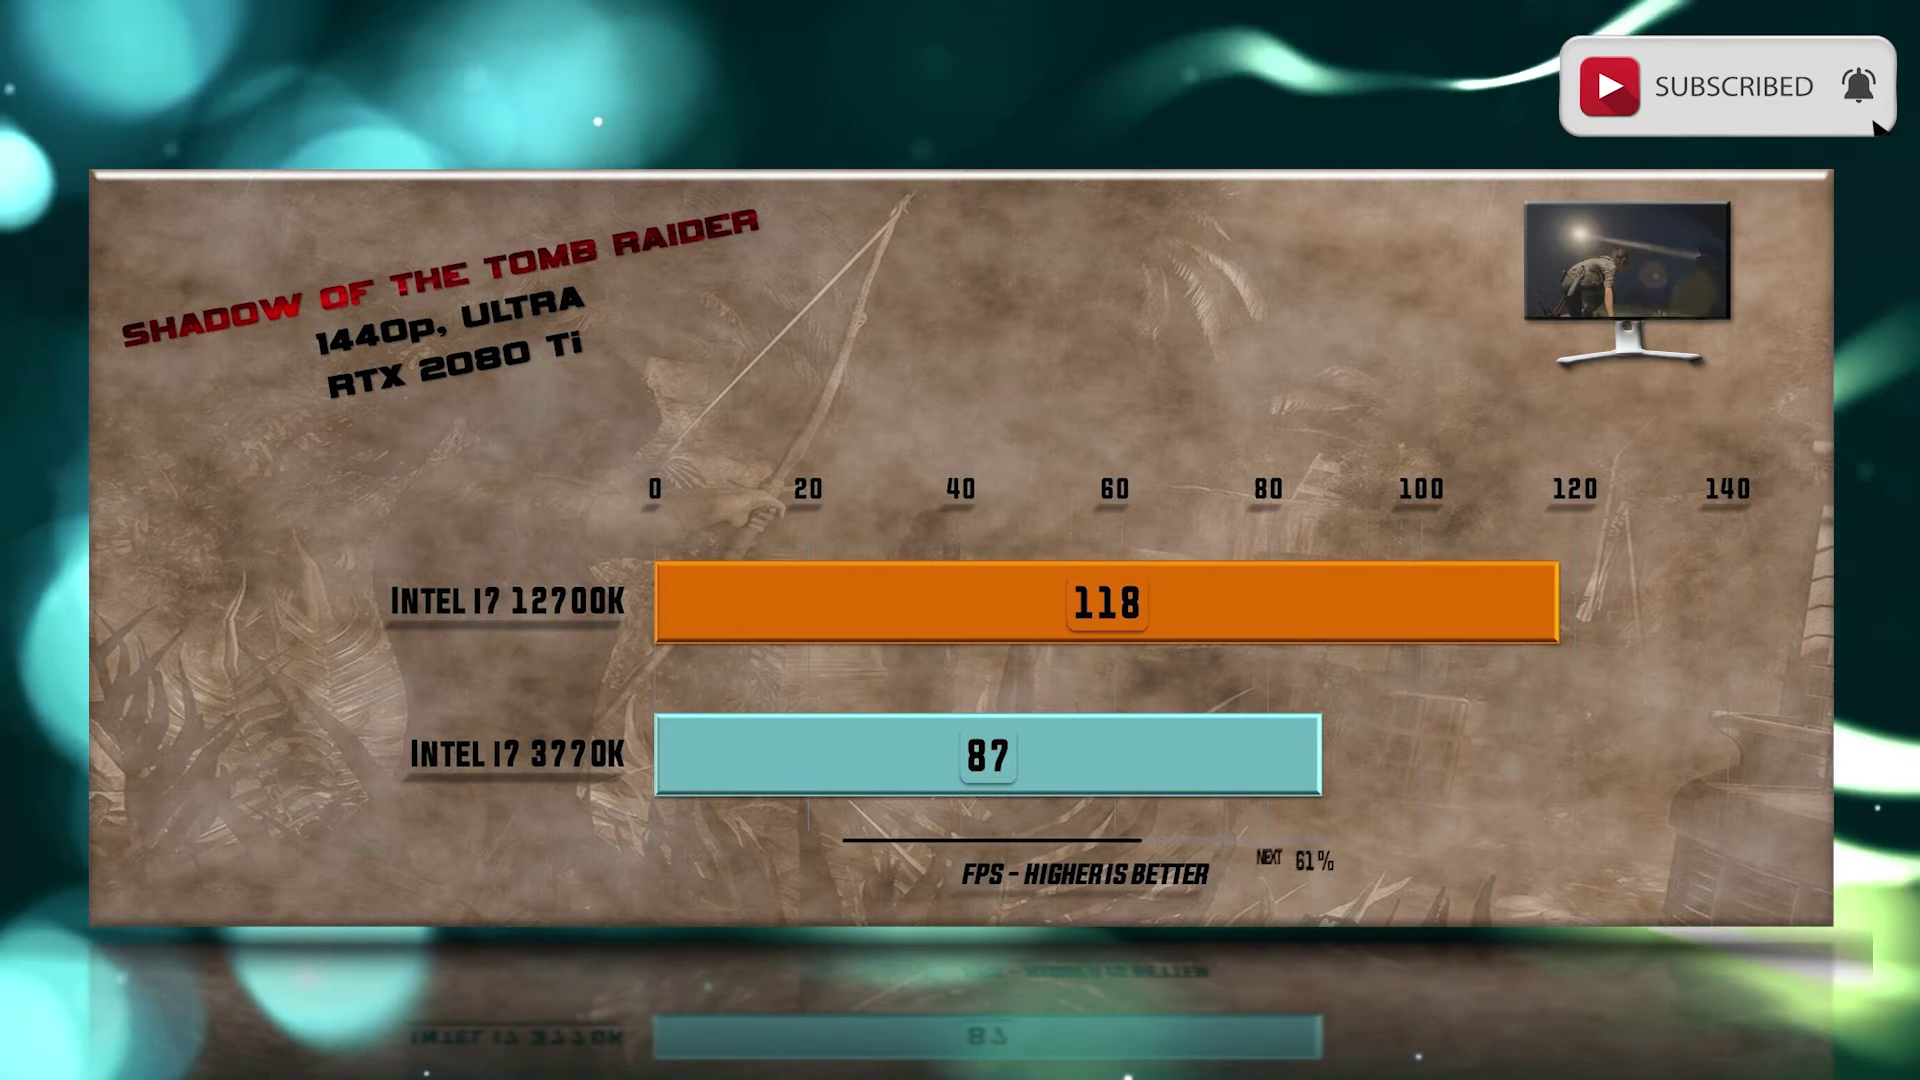 SUBSCRIBED
SHADOW OF THE TOMB RAIDER
1440p, ULTRA
RTX 2080 Ti
0 20 40 60 80 100 120 140
INTEL I7 12700K 118
INTEL I7 3770K 87
NEXT 61%
FPS - HIGHER IS BETTER